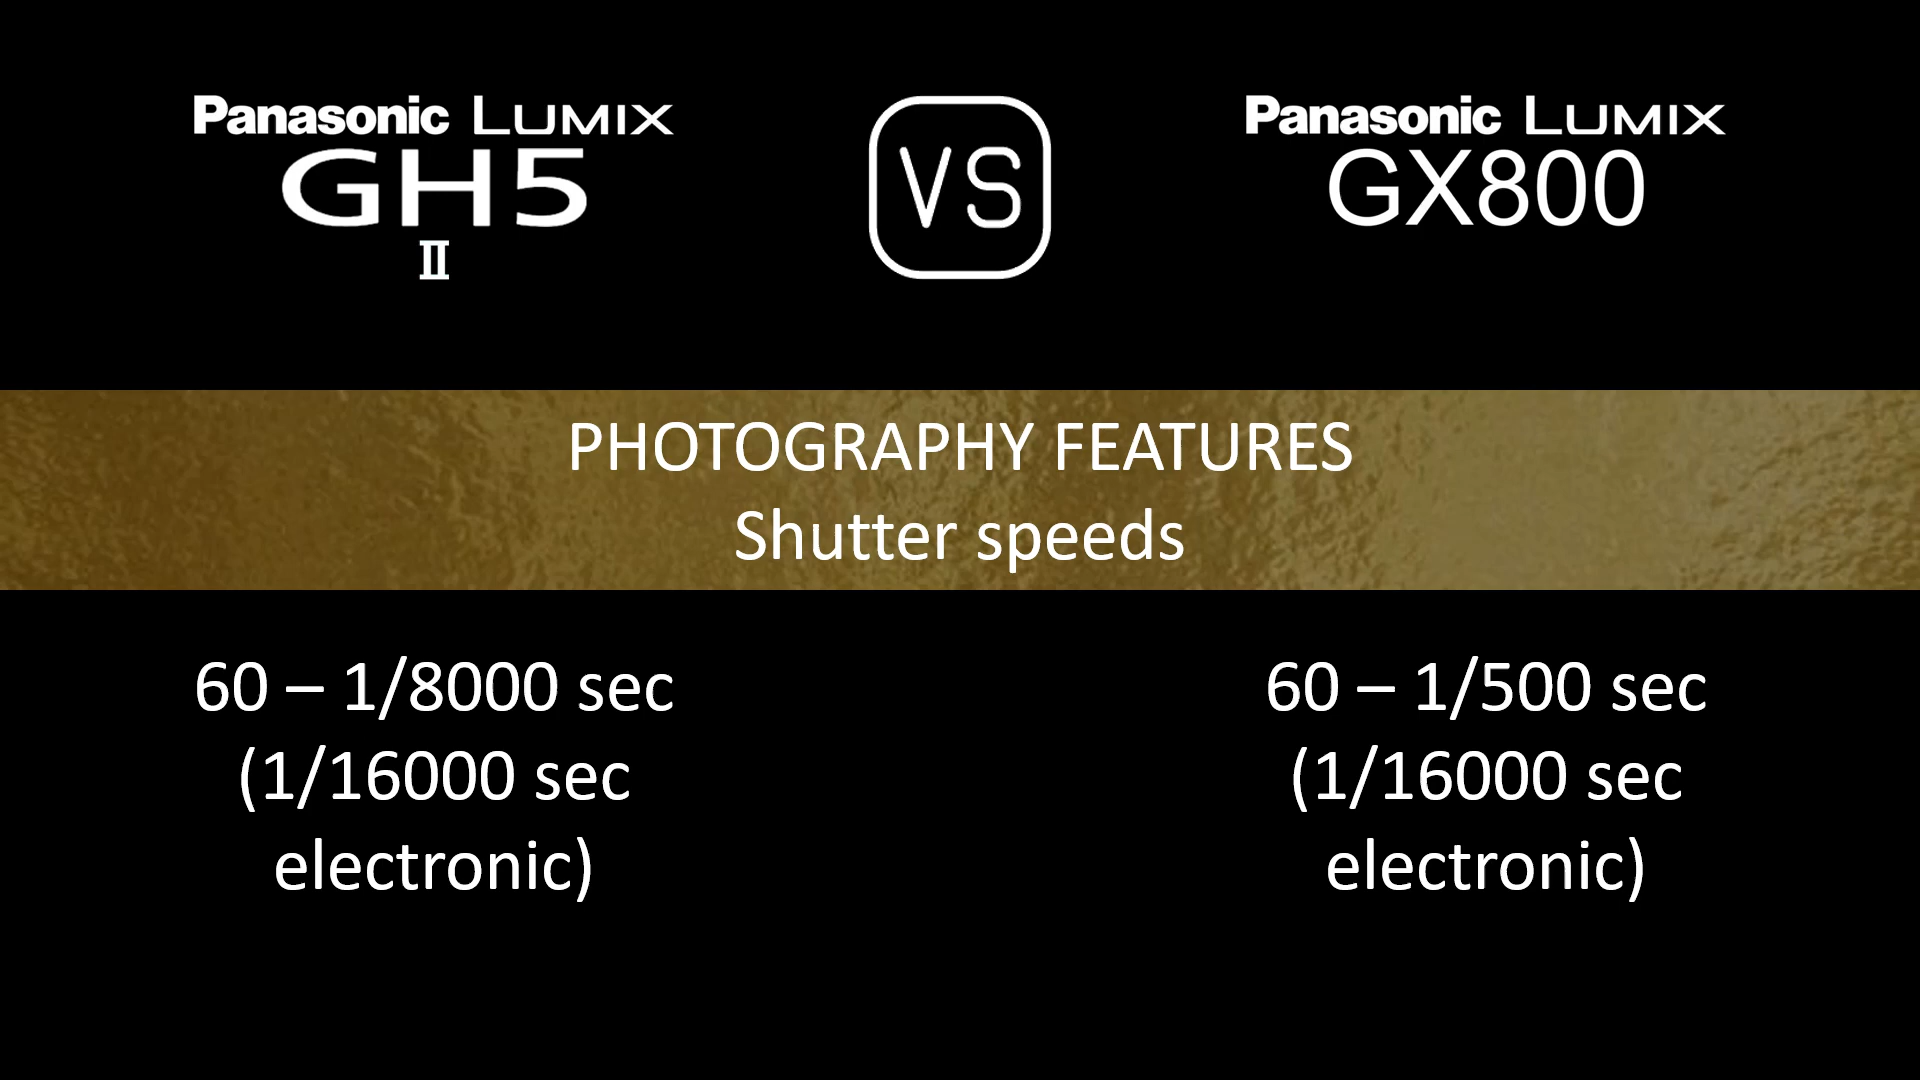 Panasonic LUMIX
GH5
II
VS
Panasonic LUMIX
GX800
PHOTOGRAPHY FEATURES
Shutter speeds
60 – 1/8000 sec
(1/16000 sec
electronic)
60 – 1/500 sec
(1/16000 sec
electronic)